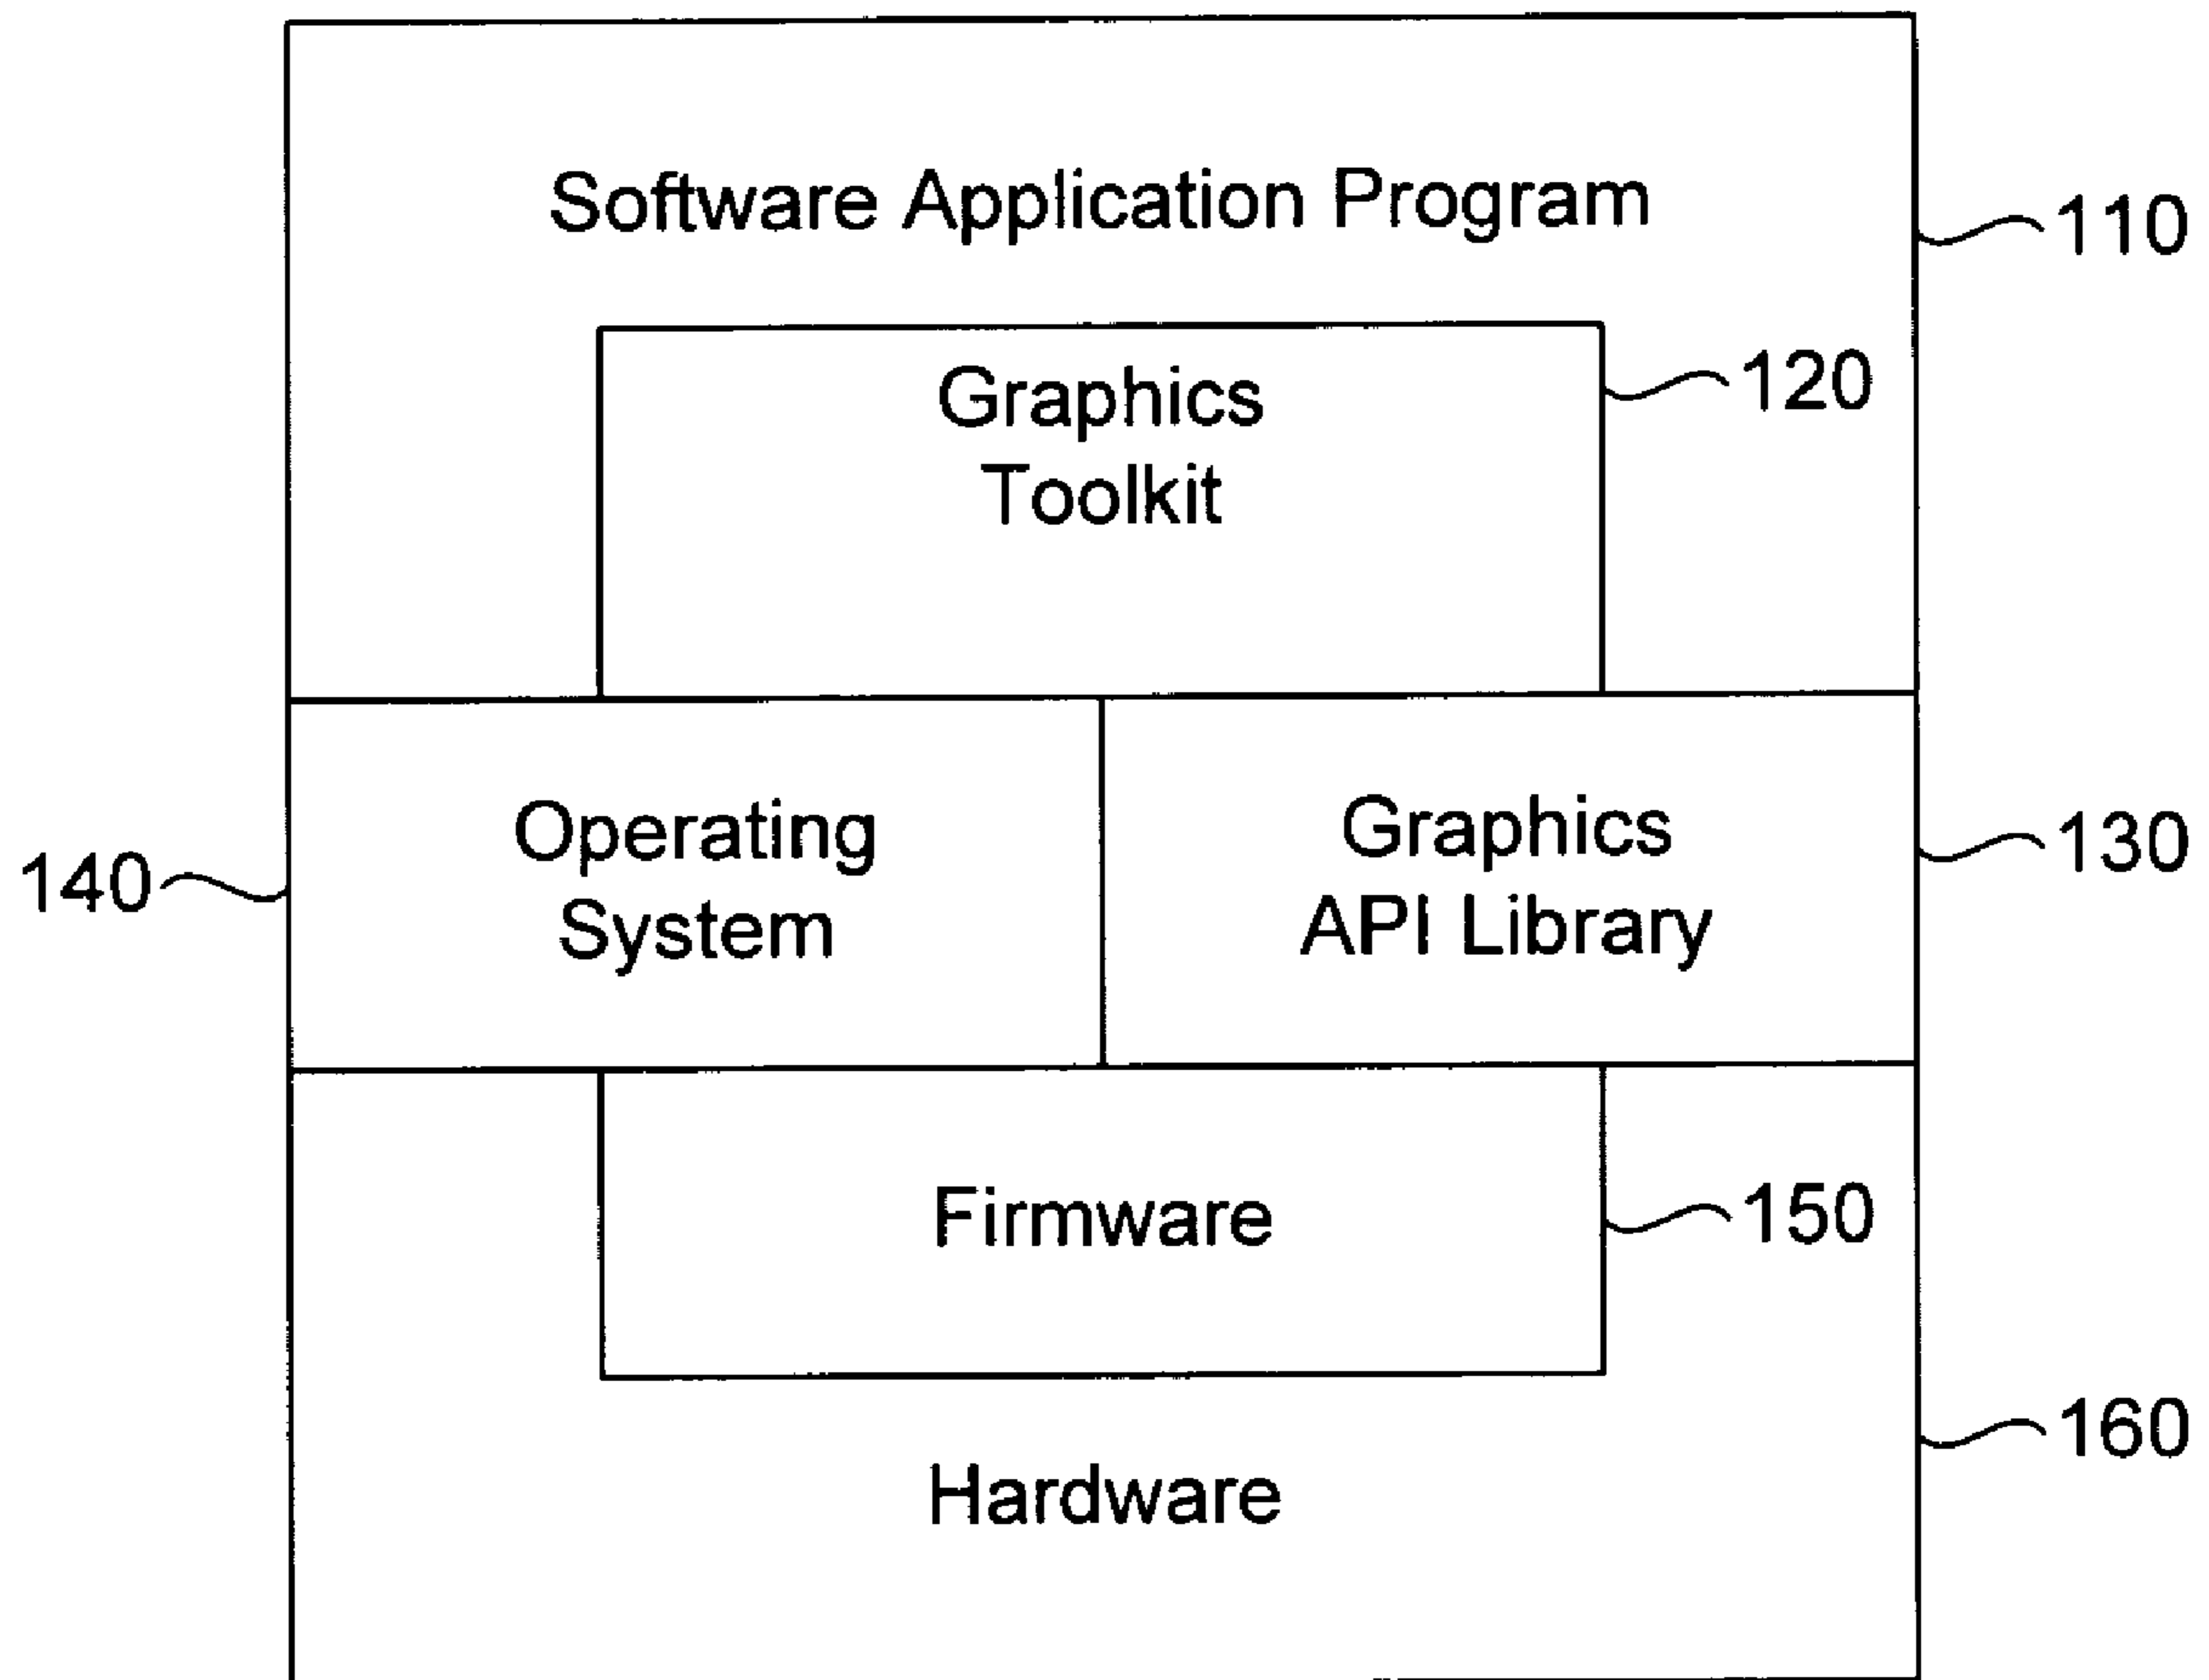 Software Application Program
110
Graphics
Toolkit
120
Operating
System
Graphics
API Library
140
130
Firmware
150
Hardware
160